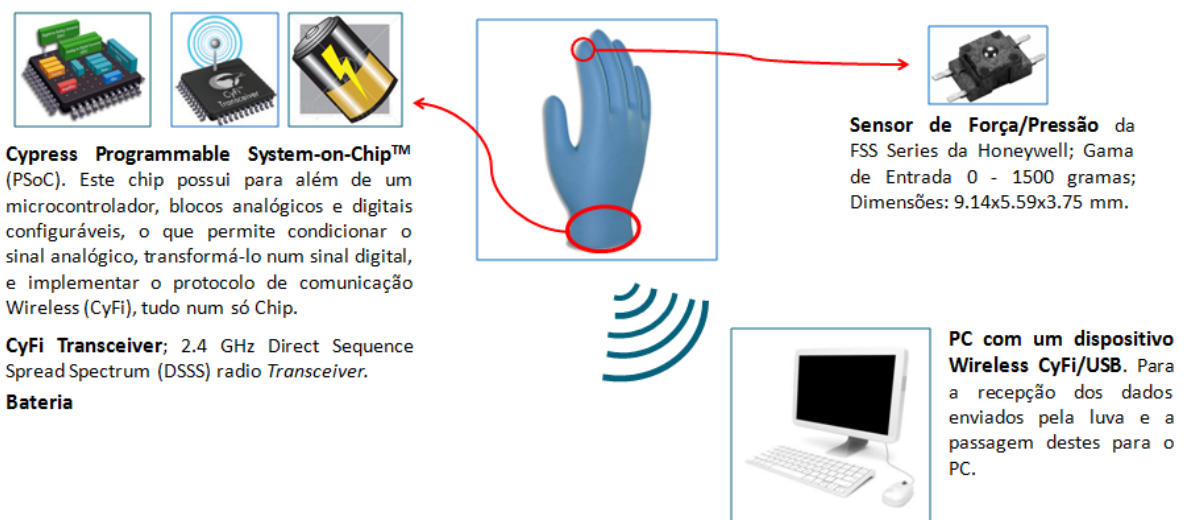 CyFi
Transceiver
Cypress Programmable System-on-Chip™
(PSoC). Este chip possui para além de um
microcontrolador, blocos analógicos e digitais
configuráveis, o que permite condicionar o
sinal analógico, transformá-lo num sinal digital,
e implementar o protocolo de comunicação
Wireless (CyFi), tudo num só Chip.
CyFi Transceiver; 2.4 GHz Direct Sequence
Spread Spectrum (DSSS) radio Transceiver.
Bateria
Sensor de Força/Pressão da
FSS Series da Honeywell; Gama
de Entrada 0 - 1500 gramas;
Dimensões: 9.14x5.59x3.75 mm.
PC com um dispositivo
Wireless CyFi/USB. Para
a recepção dos dados
enviados pela luva e a
passagem destes para o
PC.